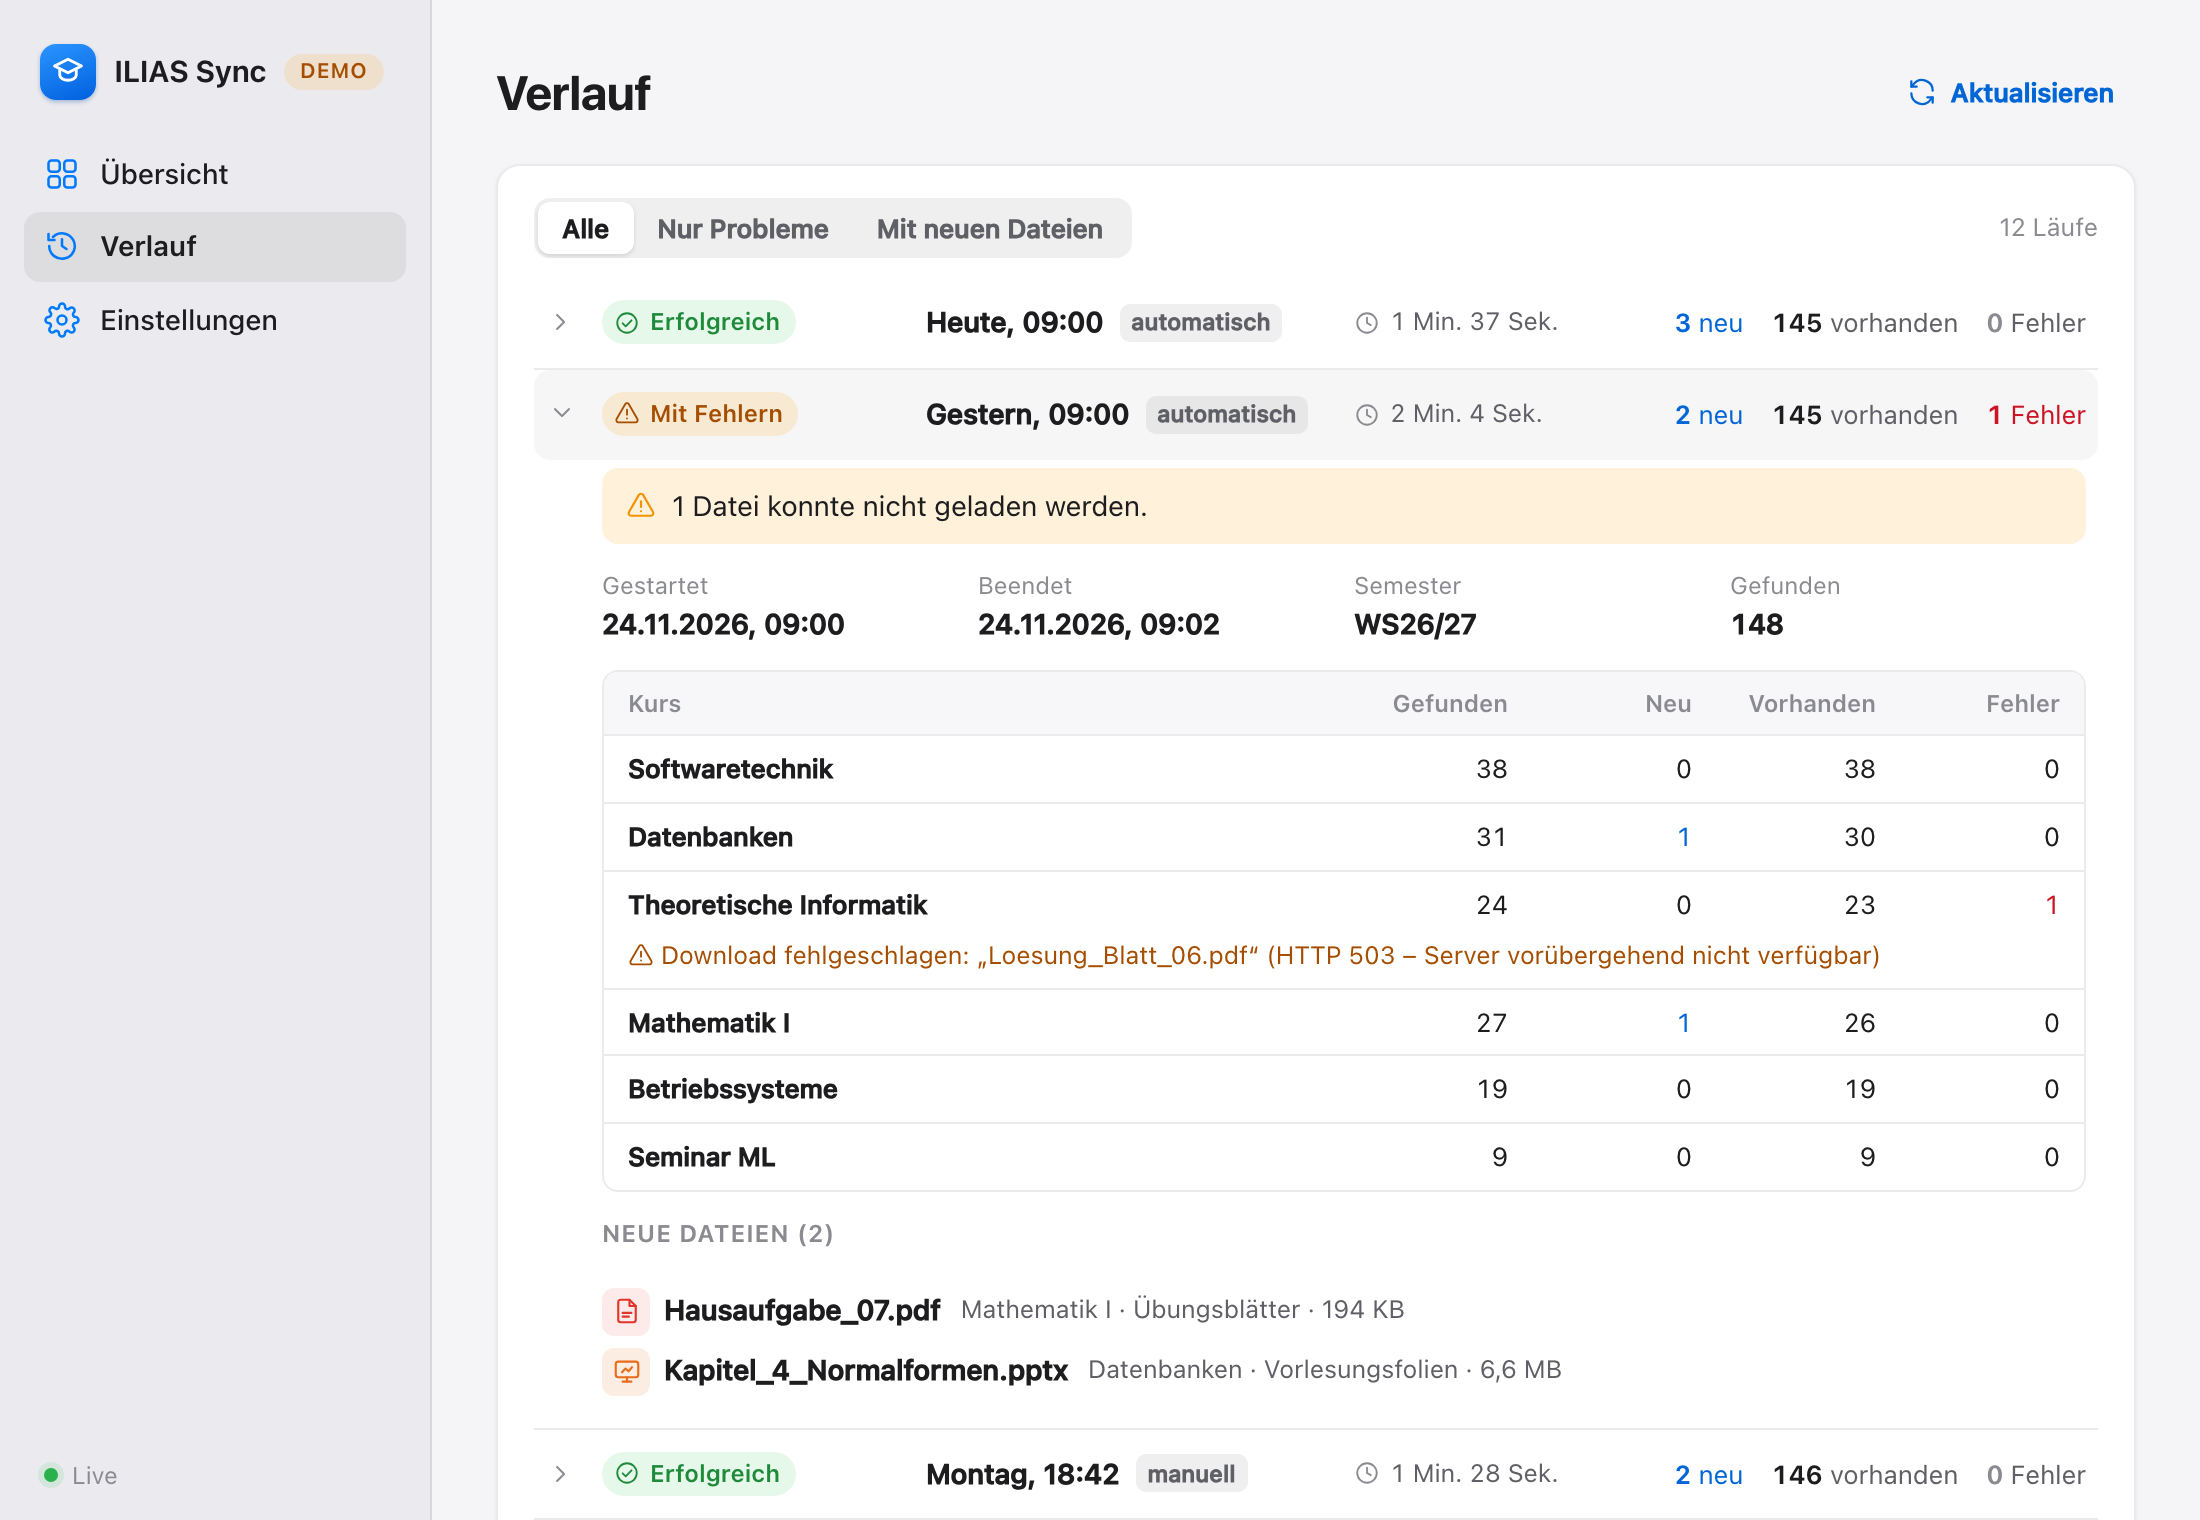 ILIAS Sync DEMO
Übersicht
Verlauf
Einstellungen
Live
Verlauf
Aktualisieren
Alle Nur Probleme Mit neuen Dateien 12 Läufe
Erfolgreich Heute, 09:00 automatisch 1 Min. 37 Sek. 3 neu 145 vorhanden 0 Fehler
Mit Fehlern Gestern, 09:00 automatisch 2 Min. 4 Sek. 2 neu 145 vorhanden 1 Fehler
1 Datei konnte nicht geladen werden.
Gestartet Beendet Semester Gefunden
24.11.2026, 09:00 24.11.2026, 09:02 WS26/27 148
Kurs Gefunden Neu Vorhanden Fehler
Softwaretechnik 38 0 38 0
Datenbanken 31 1 30 0
Theoretische Informatik 24 0 23 1
Download fehlgeschlagen: „Loesung_Blatt_06.pdf“ (HTTP 503 – Server vorübergehend nicht verfügbar)
Mathematik I 27 1 26 0
Betriebssysteme 19 0 19 0
Seminar ML 9 0 9 0
NEUE DATEIEN (2)
Hausaufgabe_07.pdf Mathematik I · Übungsblätter · 194 KB
Kapitel_4_Normalformen.pptx Datenbanken · Vorlesungsfolien · 6,6 MB
Erfolgreich Montag, 18:42 manuell 1 Min. 28 Sek. 2 neu 146 vorhanden 0 Fehler